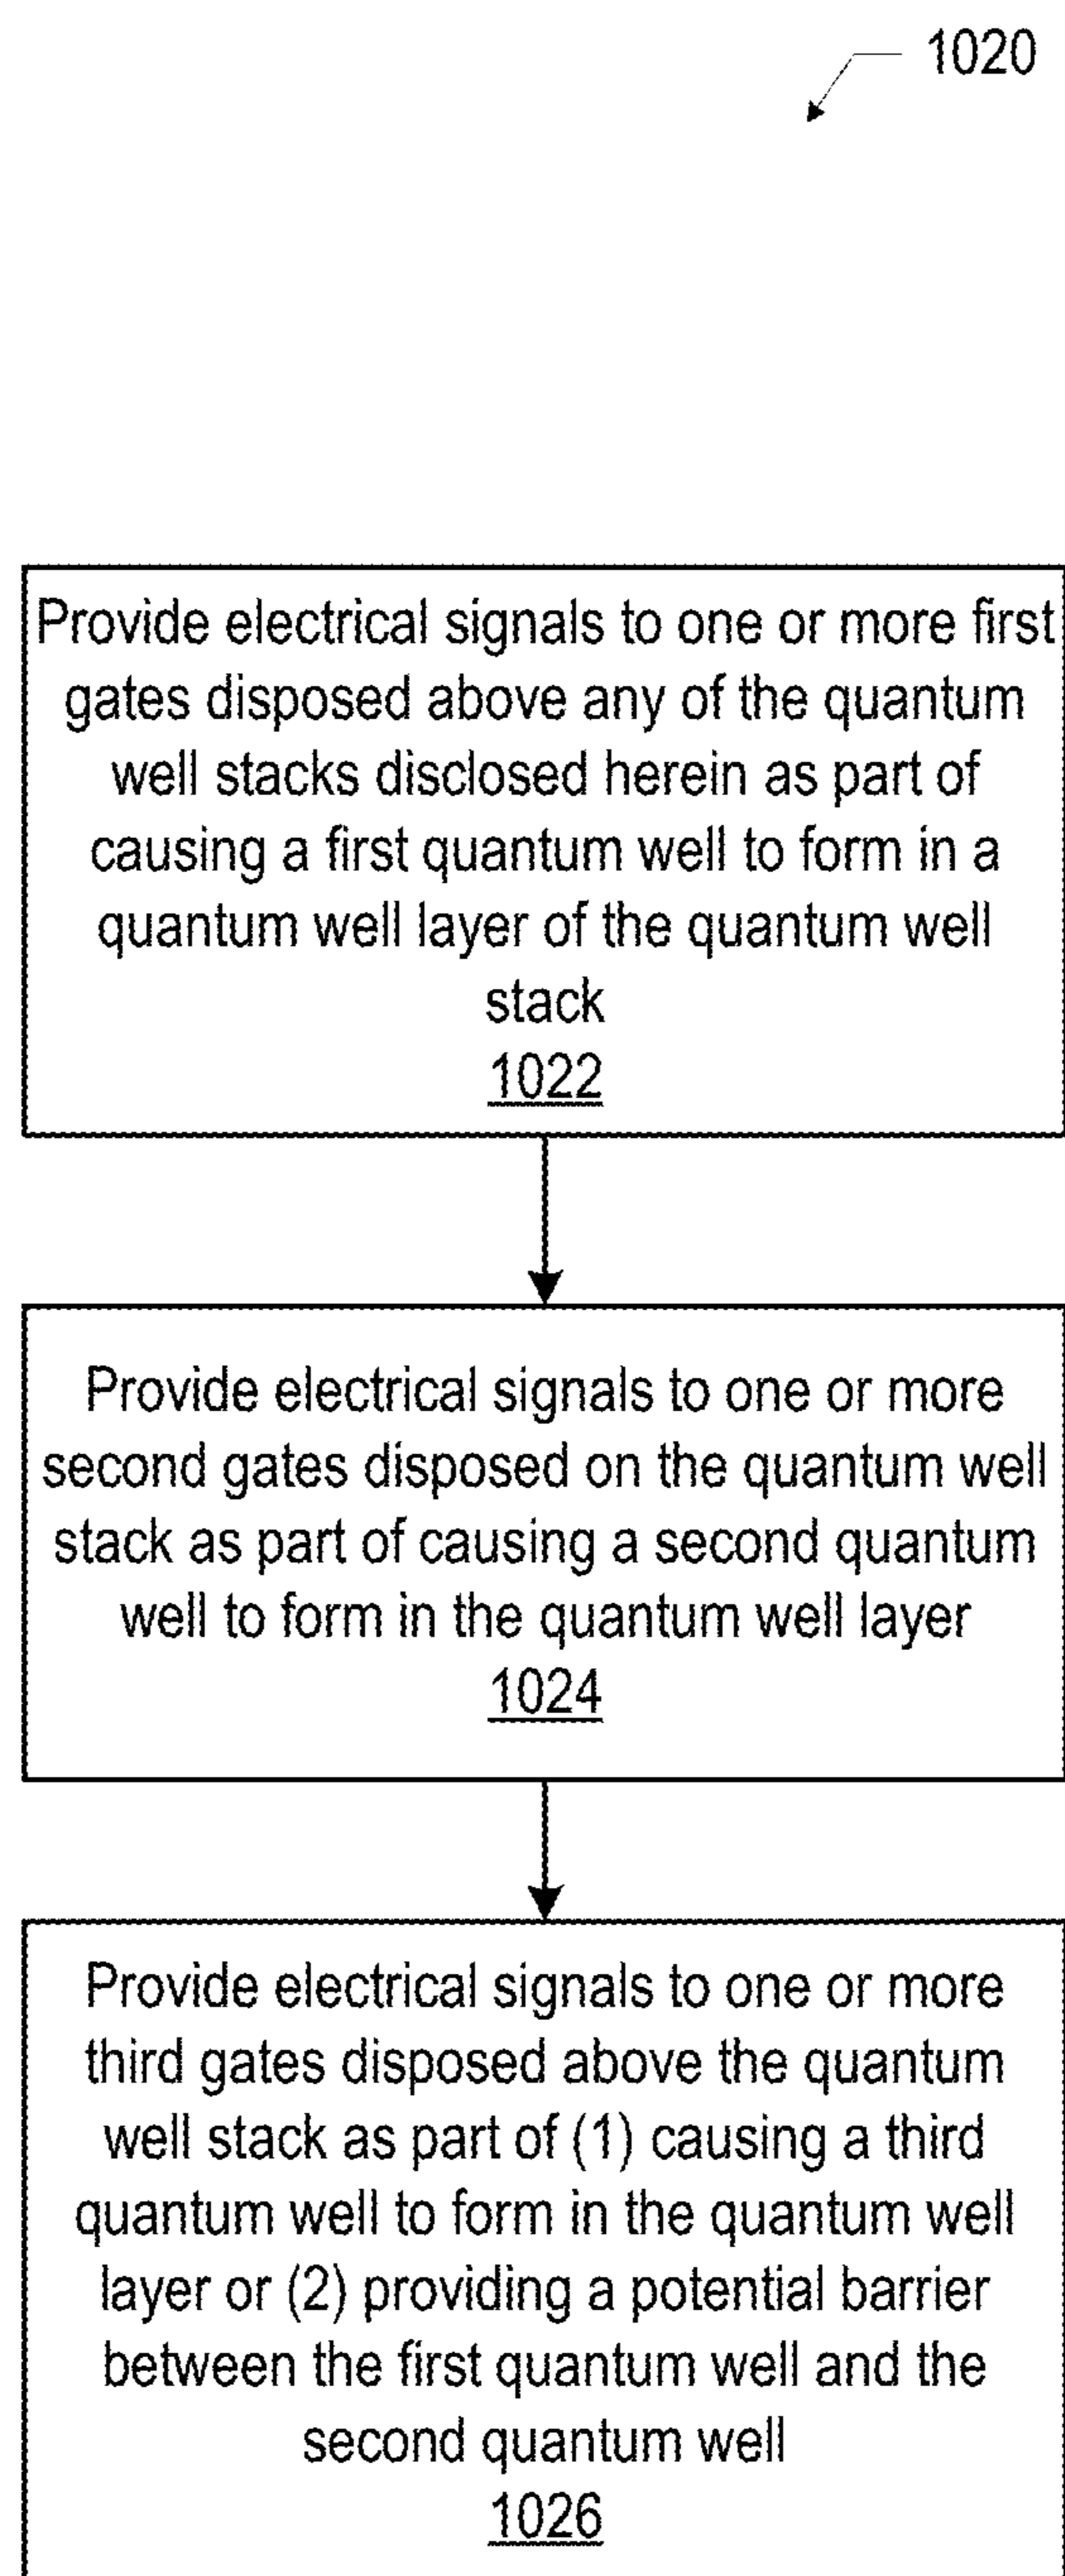 1020
Provide electrical signals to one or more first
gates disposed above any of the quantum
well stacks disclosed herein as part of
causing a first quantum well to form in a
quantum well layer of the quantum well
stack
1022
Provide electrical signals to one or more
second gates disposed on the quantum well
stack as part of causing a second quantum
well to form in the quantum well layer
1024
Provide electrical signals to one or more
third gates disposed above the quantum
well stack as part of (1) causing a third
quantum well to form in the quantum well
layer or (2) providing a potential barrier
between the first quantum well and the
second quantum well
1026